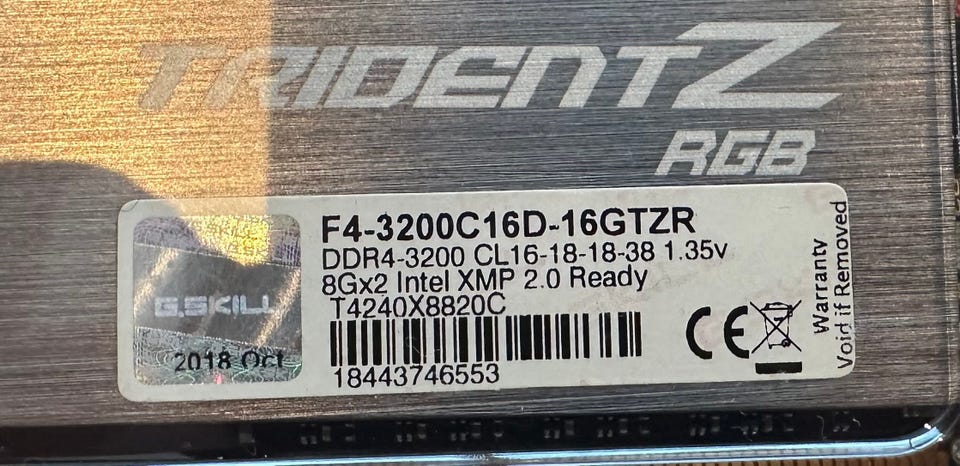 TRIDENTZ
RGB
F4-3200C16D-16GTZR
DDR4-3200 CL16-18-18-38 1.35v
8Gx2 Intel XMP 2.0 Ready
T4240X8820C
18443746553
G.SKILL
2018 Oct
CE
Warranty
Void if Removed